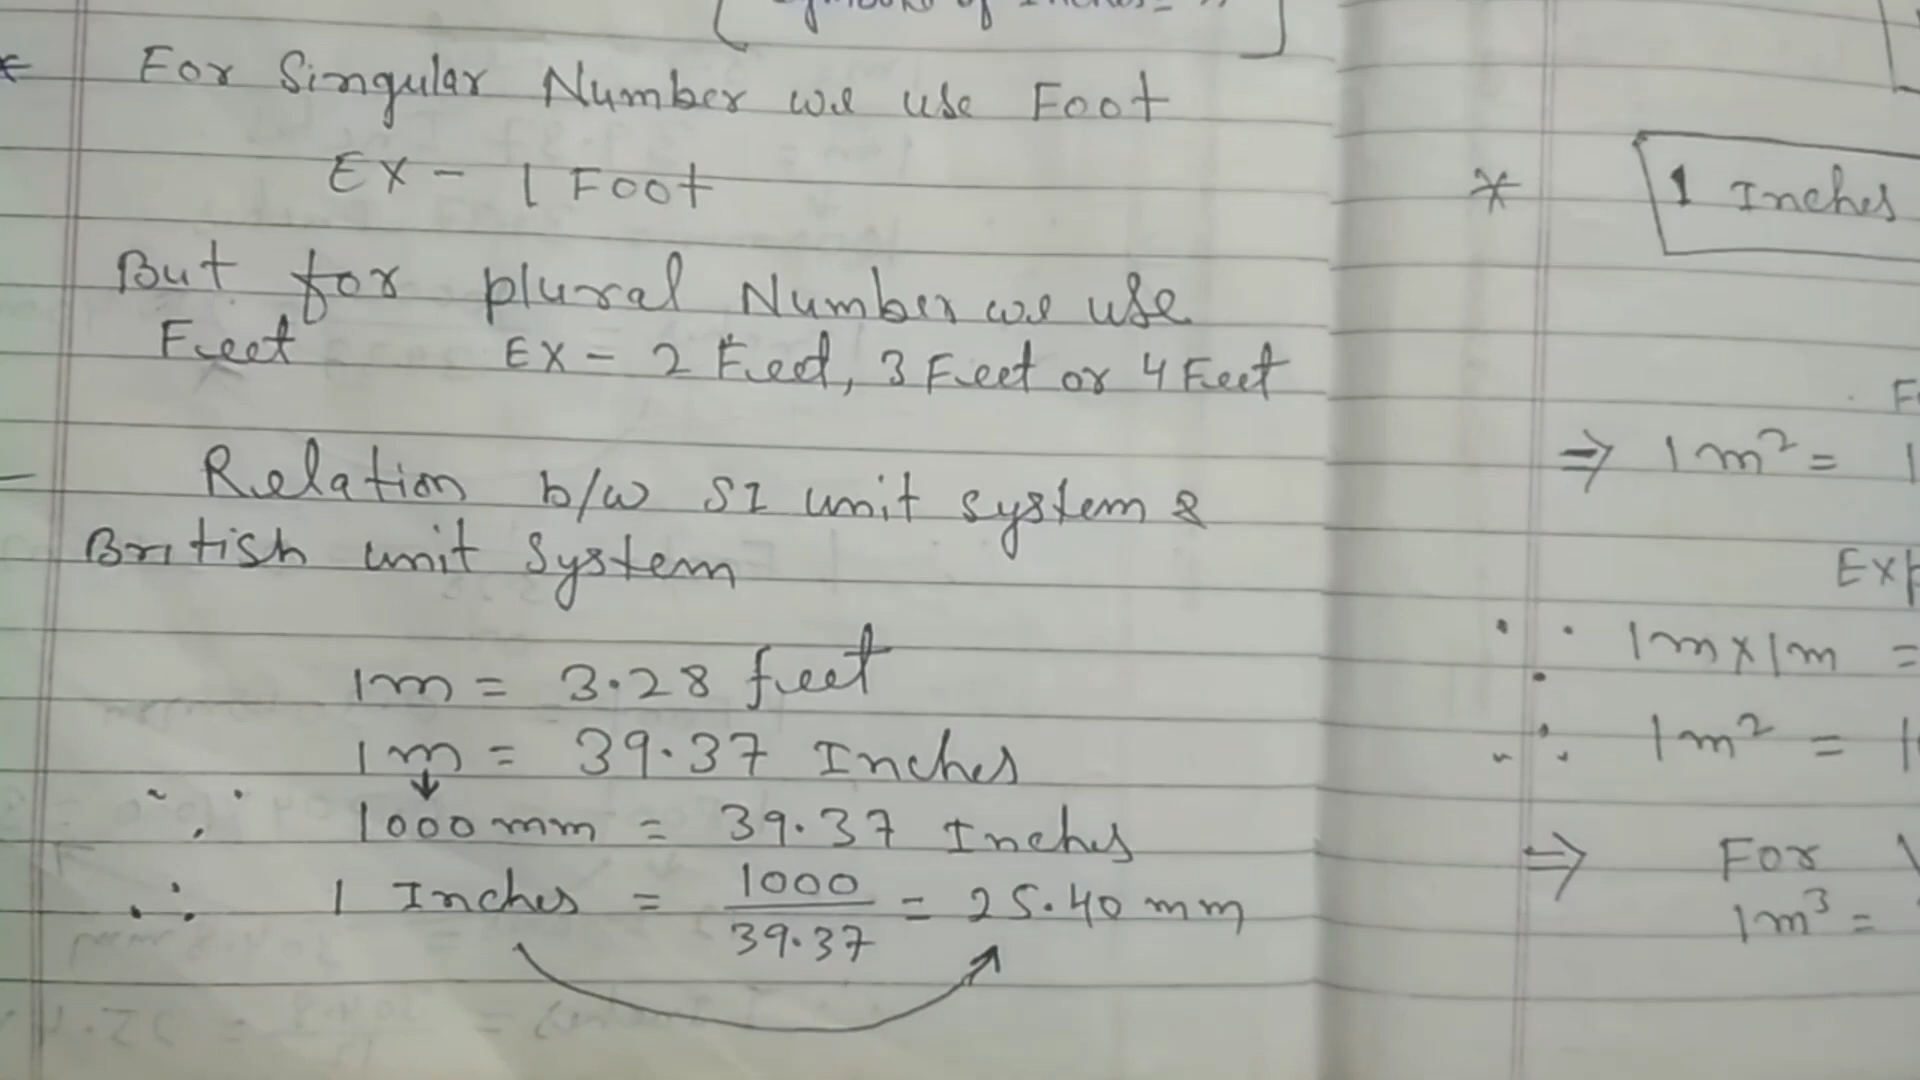 For Singular Number we use Foot
EX - 1 Foot
But for plural Number we use
Feet EX - 2 Feet, 3 Feet or 4 Feet
Relation b/w SI unit system &
British unit System
1m = 3.28 feet
1m = 39.37 Inches
∵ 1000mm = 39.37 Inches
∴ 1 Inches = 1000/39.37 = 25.40 mm
* 1 Inches
⇒ 1m² =
1m x 1m =
∴ 1m² =
⇒ For
1m³ =